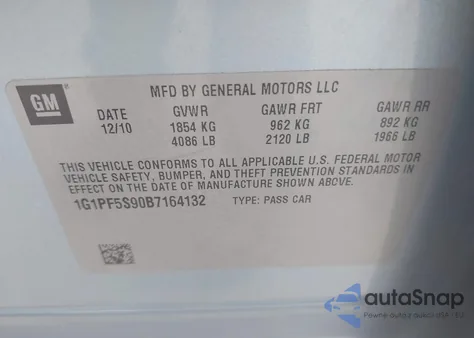 GM
MFD BY GENERAL MOTORS LLC
DATE GVWR GAWR FRT GAWR RR
12/10 1854 KG 962 KG 892 KG
4086 LB 2120 LB 1966 LB
THIS VEHICLE CONFORMS TO ALL APPLICABLE U.S. FEDERAL MOTOR
VEHICLE SAFETY, BUMPER, AND THEFT PREVENTION STANDARDS IN
EFFECT ON THE DATE OF MANUFACTURE SHOWN ABOVE.
1G1PF5S90B7164132 TYPE: PASS CAR
autoSnap